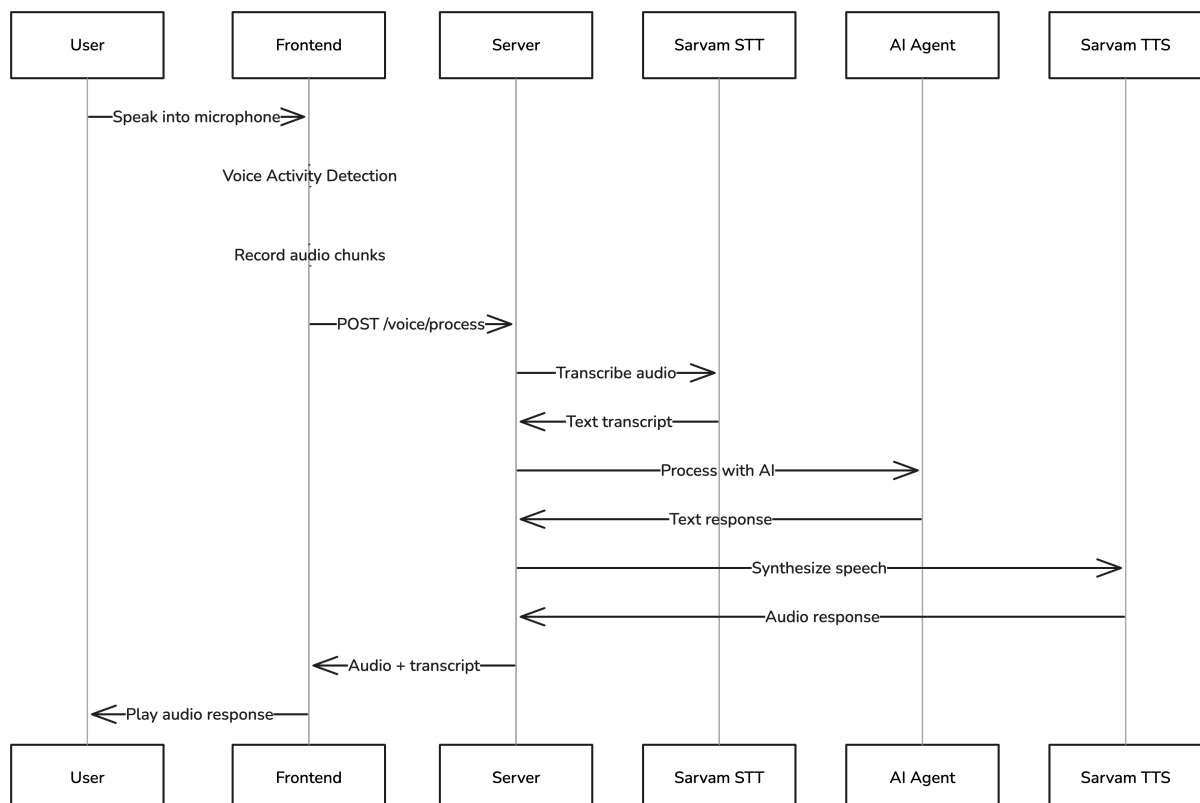 User
Frontend
Server
Sarvam STT
AI Agent
Sarvam TTS
Speak into microphone
Voice Activity Detection
Record audio chunks
POST /voice/process
Transcribe audio
Text transcript
Process with AI
Text response
Synthesize speech
Audio response
Audio + transcript
Play audio response
User
Frontend
Server
Sarvam STT
AI Agent
Sarvam TTS